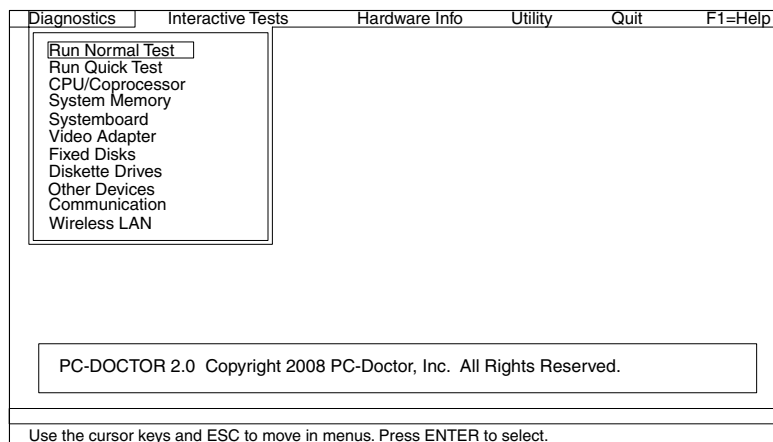 Diagnostics Interactive Tests Hardware Info Utility Quit F1=Help
Run Normal Test
Run Quick Test
CPU/Coprocessor
System Memory
Systemboard
Video Adapter
Fixed Disks
Diskette Drives
Other Devices
Communication
Wireless LAN
PC-DOCTOR 2.0 Copyright 2008 PC-Doctor, Inc. All Rights Reserved.
Use the cursor keys and ESC to move in menus. Press ENTER to select.